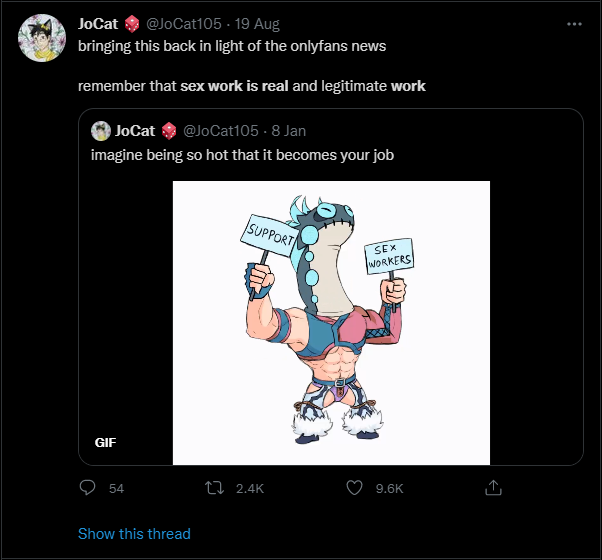 JoCat 🎲 @JoCat105 · 19 Aug
bringing this back in light of the onlyfans news
remember that sex work is real and legitimate work
JoCat 🎲 @JoCat105 · 8 Jan
imagine being so hot that it becomes your job
SUPPORT
SEX
WORKERS
GIF
54 2.4K 9.6K
Show this thread